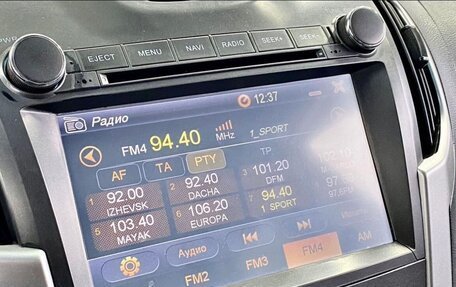 PWR
EJECT MENU NAVI RADIO SEEK+ SEEK+
12:37
Радио
FM4 94.40 MHz 1_SPORT
AF TA PTY TP
1 92.00 2 92.40 3 101.20
IZHEVSK DACHA DFM
5 103.40 6 106.20 7 94.40
MAYAK EUROPA 1 SPORT
Аудио
FM2 FM3 FM4 AM